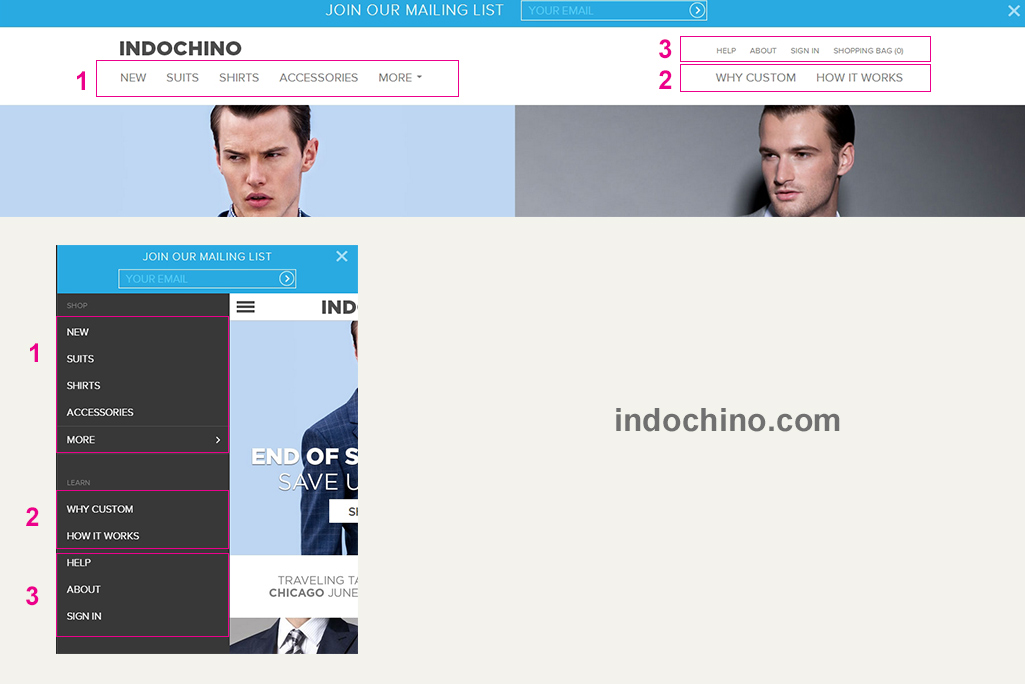 JOIN OUR MAILING LIST YOUR EMAIL
INDOCHINO
3 HELP ABOUT SIGN IN SHOPPING BAG (0)
1 NEW SUITS SHIRTS ACCESSORIES MORE
2 WHY CUSTOM HOW IT WORKS
JOIN OUR MAILING LIST
YOUR EMAIL
SHOP
INDO
NEW
1
SUITS
SHIRTS
ACCESSORIES
MORE
END OF S
SAVE U
LEARN
2
WHY CUSTOM
HOW IT WORKS
HELP
3
ABOUT
SIGN IN
TRAVELING TA
CHICAGO JUNE
indochino.com